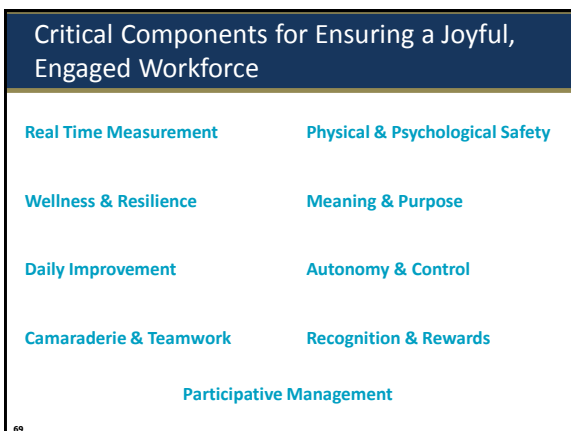 Critical Components for Ensuring a Joyful,
Engaged Workforce
Real Time Measurement
Physical & Psychological Safety
Wellness & Resilience
Meaning & Purpose
Daily Improvement
Autonomy & Control
Camaraderie & Teamwork
Recognition & Rewards
Participative Management
69